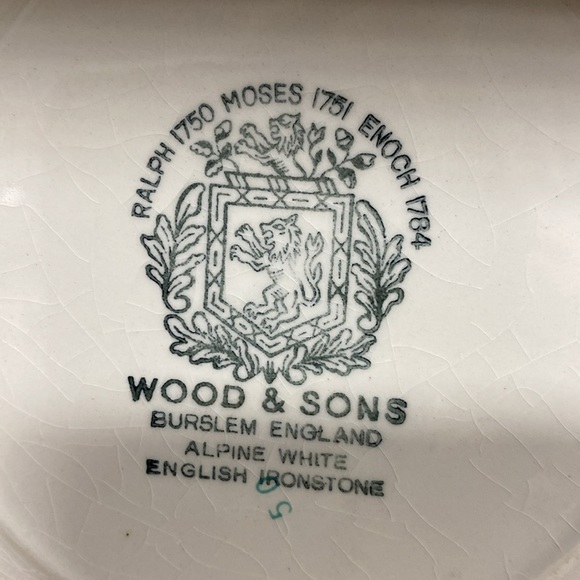 RALPH 1750 MOSES 1751 ENOCH 1784
WOOD & SONS
BURSLEM ENGLAND
ALPINE WHITE
ENGLISH IRONSTONE